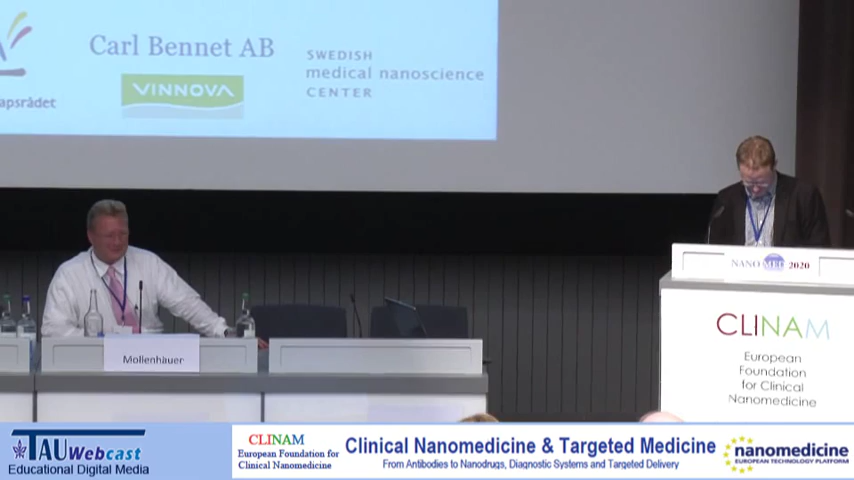 Carl Bennet AB
SWEDISH
medical nanoscience
CENTER
VINNOVA
apsrådet
NANOMED 2020
CLINAM
European
Foundation
for Clinical
Nanomedicine
Mollenhauer
TAU Webcast
Educational Digital Media
CLINAM
European Foundation for
Clinical Nanomedicine
Clinical Nanomedicine & Targeted Medicine
From Antibodies to Nanodrugs, Diagnostic Systems and Targeted Delivery
nanomedicine
EUROPEAN TECHNOLOGY PLATFORM